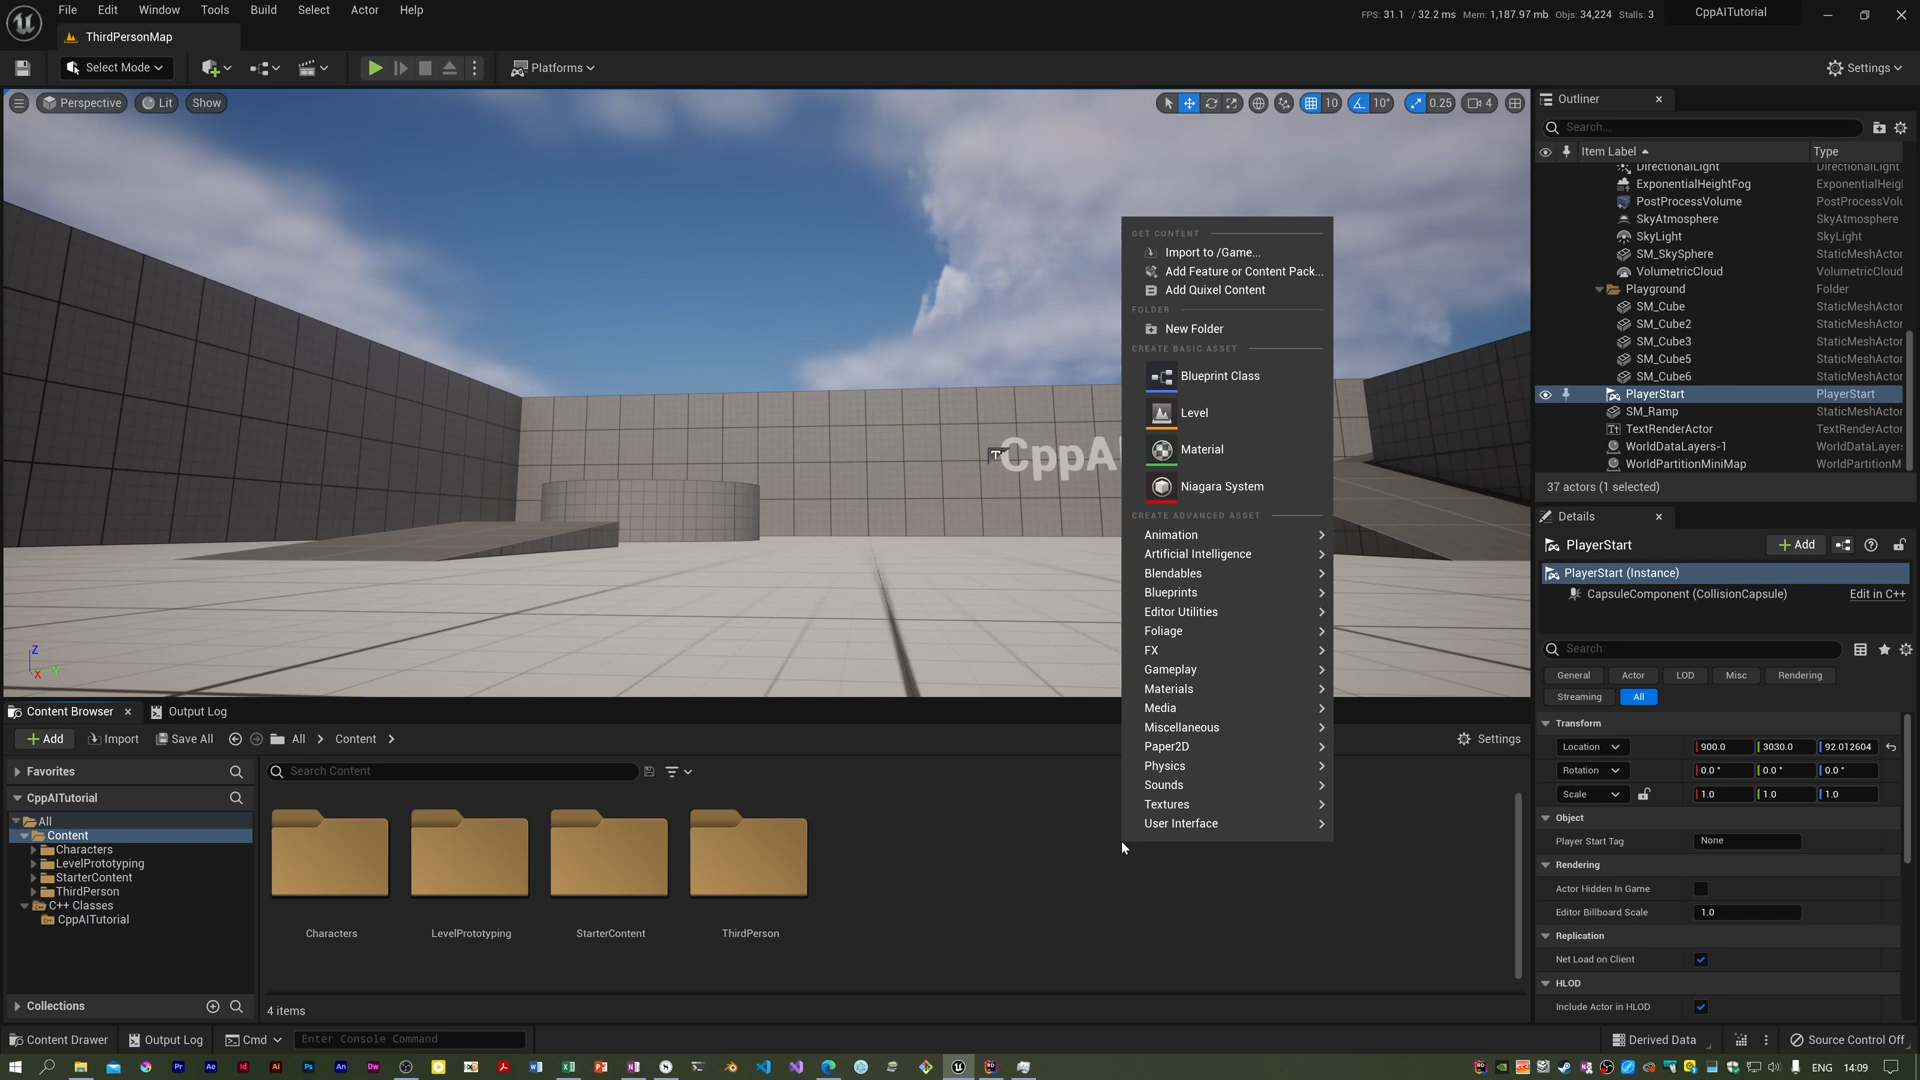 File Edit Window Tools Build Select Actor Help
FPS: 31.1 / 32.2 ms Mem: 1,187.97 mb Objs: 34,224 Stalls: 3
CppAITutorial
ThirdPersonMap
Select Mode
Platforms
Settings
Perspective
Lit
Show
10
10°
0.25
4
CppAI
GET CONTENT
Import to /Game...
Add Feature or Content Pack...
Add Quixel Content
FOLDER
New Folder
CREATE BASIC ASSET
Blueprint Class
Level
Material
Niagara System
CREATE ADVANCED ASSET
Animation
Artificial Intelligence
Blendables
Blueprints
Editor Utilities
Foliage
FX
Gameplay
Materials
Media
Miscellaneous
Paper2D
Physics
Sounds
Textures
User Interface
Z
X
Y
Outliner
Search...
Item Label
Type
DirectionalLight DirectionalLight
ExponentialHeightFog ExponentialHeig
PostProcessVolume PostProcessVolu
SkyAtmosphere SkyAtmosphere
SkyLight SkyLight
SM_SkySphere StaticMeshActor
VolumetricCloud VolumetricCloud
Playground Folder
SM_Cube StaticMeshActor
SM_Cube2 StaticMeshActor
SM_Cube3 StaticMeshActor
SM_Cube5 StaticMeshActor
SM_Cube6 StaticMeshActor
PlayerStart PlayerStart
SM_Ramp StaticMeshActor
TextRenderActor TextRenderActor
WorldDataLayers-1 WorldDataLayer
WorldPartitionMiniMap WorldPartitionM
37 actors (1 selected)
Details
PlayerStart
Add
PlayerStart (Instance)
CapsuleComponent (CollisionCapsule)
Edit in C++
Search
General
Actor
LOD
Misc
Rendering
Streaming
All
Transform
Location 900.0 3030.0 92.012604
Rotation 0.0 ° 0.0 ° 0.0 °
Scale 1.0 1.0 1.0
Object
Player Start Tag None
Rendering
Actor Hidden In Game
Editor Billboard Scale 1.0
Replication
Net Load on Client
HLOD
Include Actor in HLOD
Content Browser
Output Log
Add
Import
Save All
All
Content
Settings
Favorites
CppAITutorial
All
Content
Characters
LevelPrototyping
StarterContent
ThirdPerson
C++ Classes
CppAITutorial
Collections
Search Content
Characters
LevelPrototyping
StarterContent
ThirdPerson
4 items
Content Drawer
Output Log
Cmd
Enter Console Command
Derived Data
Source Control Off
Pr
Ae
Id
Ai
Ps
An
Dw
ENG
14:09